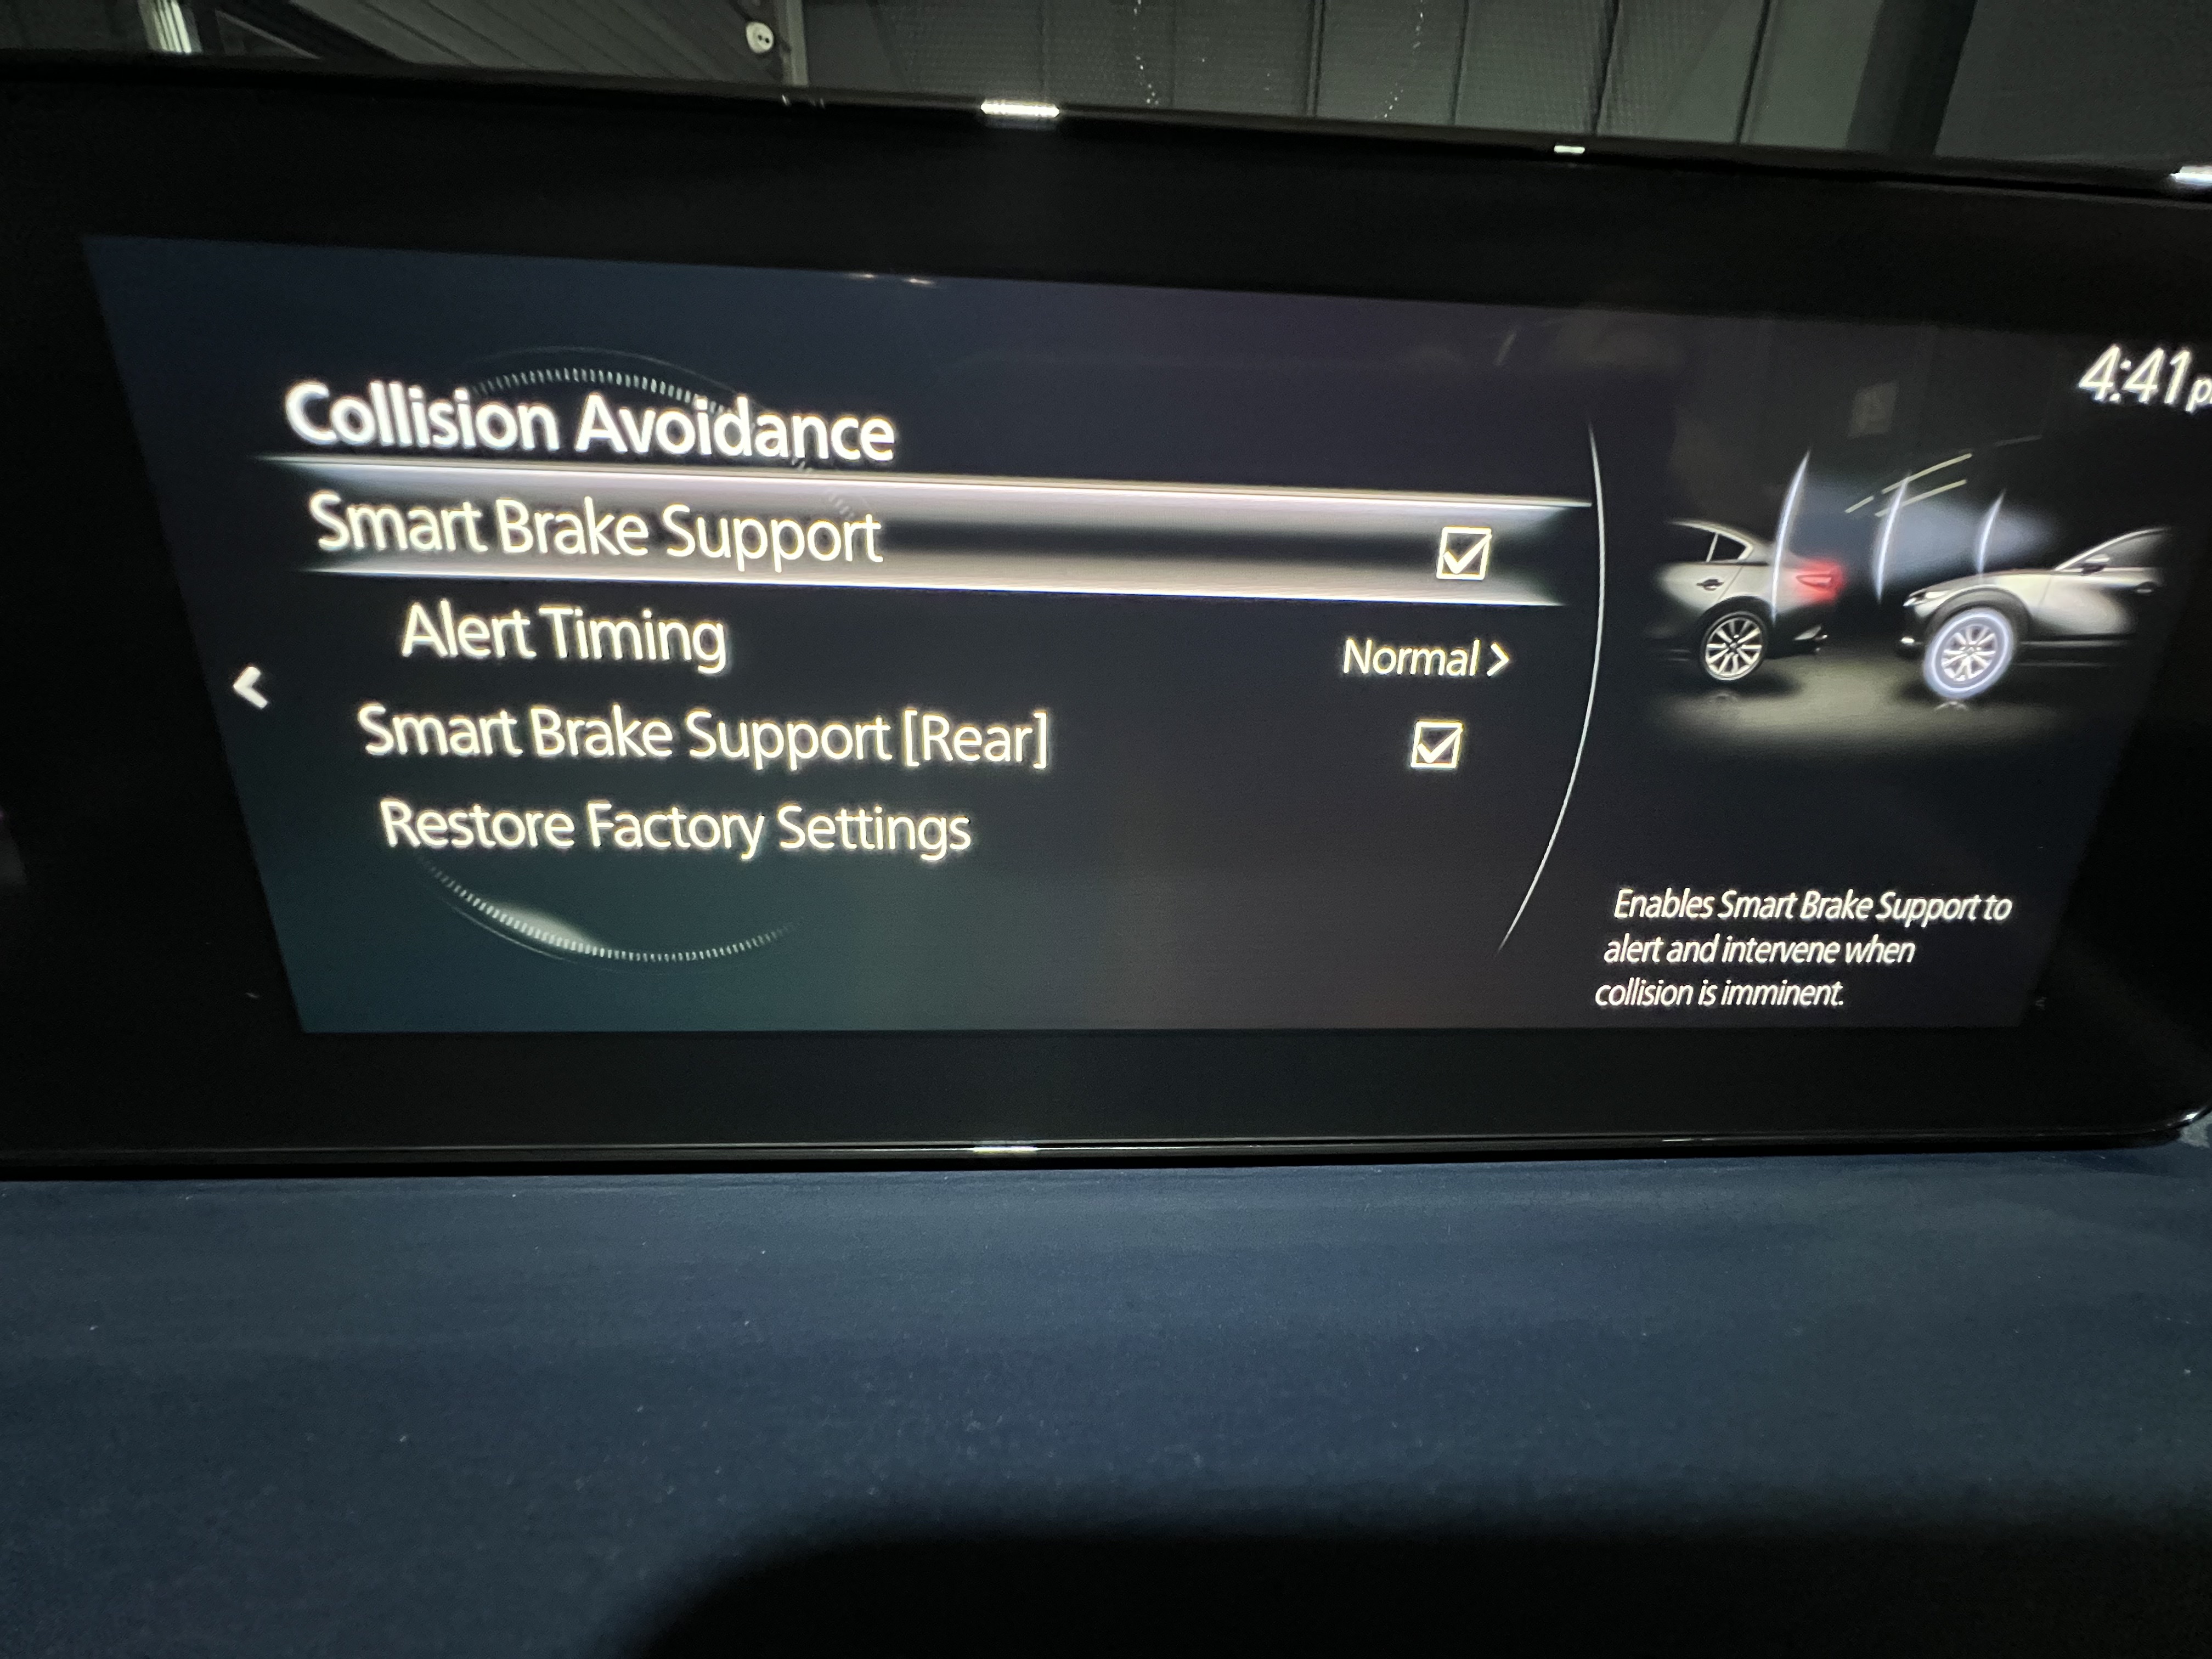 4:41
Collision Avoidance
Smart Brake Support
Alert Timing Normal >
Smart Brake Support [Rear]
Restore Factory Settings
Enables Smart Brake Support to
alert and intervene when
collision is imminent.